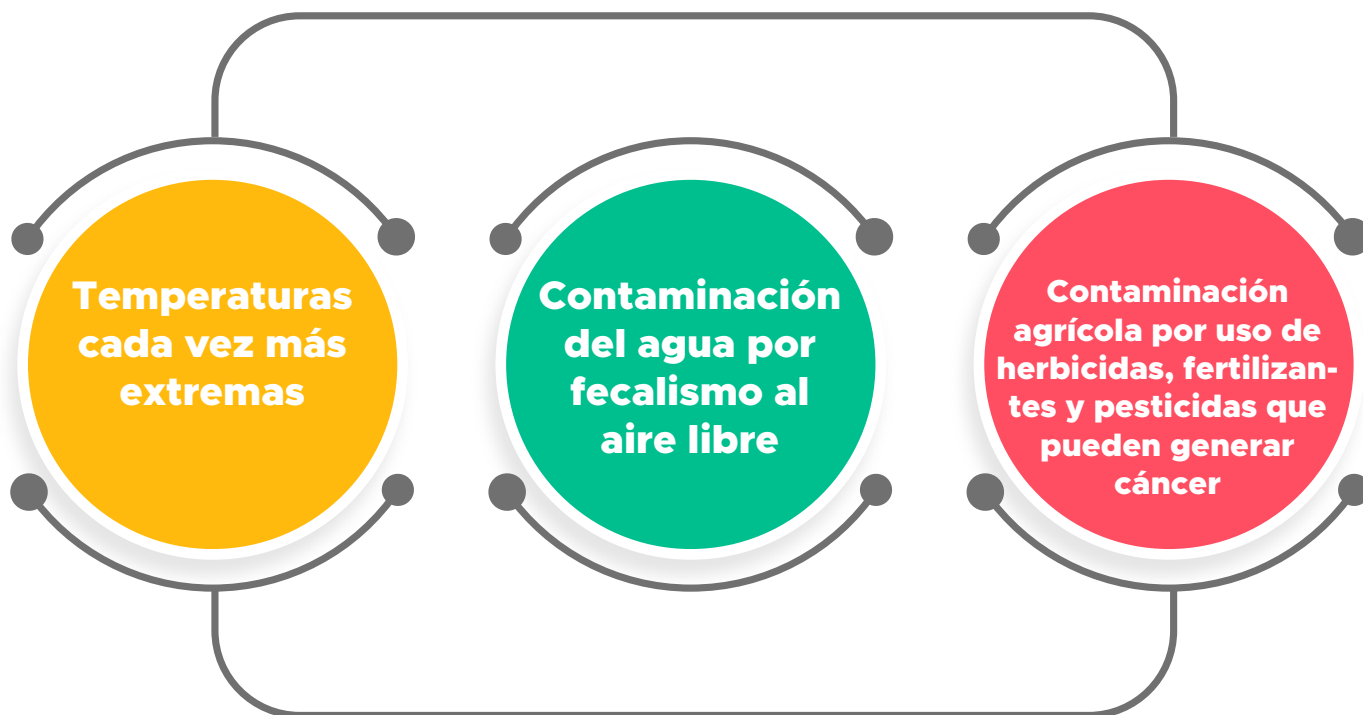 Temperaturas
cada vez más
extremas
Contaminación
del agua por
fecalismo al
aire libre
Contaminación
agrícola por uso de
herbicidas, fertilizan-
tes y pesticidas que
pueden generar
cáncer